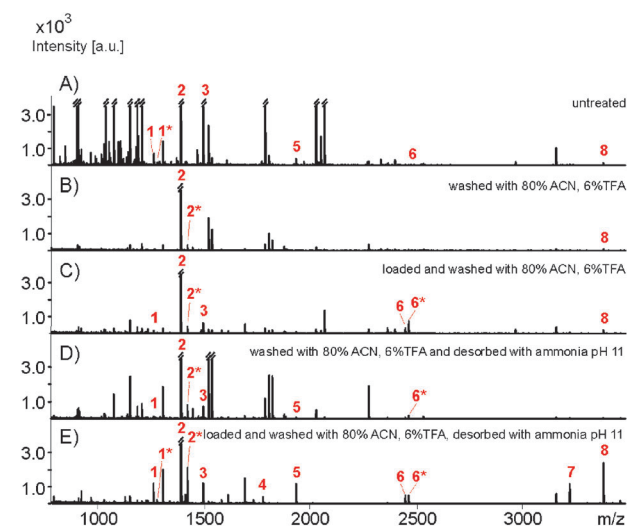 x10³
Intensity [a.u.]
A)
2 3
untreated
3.0
1 1*
1.0
5 6 8
B)
2
washed with 80% ACN, 6%TFA
3.0
2*
1.0
8
C)
2
loaded and washed with 80% ACN, 6%TFA
3.0
2*
1.0
1 3 6 6* 8
D)
2
washed with 80% ACN, 6%TFA and desorbed with ammonia pH 11
3.0
2*
1.0
1 3 5 6*
E)
2
2*
loaded and washed with 80% ACN, 6%TFA, desorbed with ammonia pH 11
3.0
1*
8
1.0
1 3 4 5 6 6* 7
1000 1500 2000 2500 3000 m/z